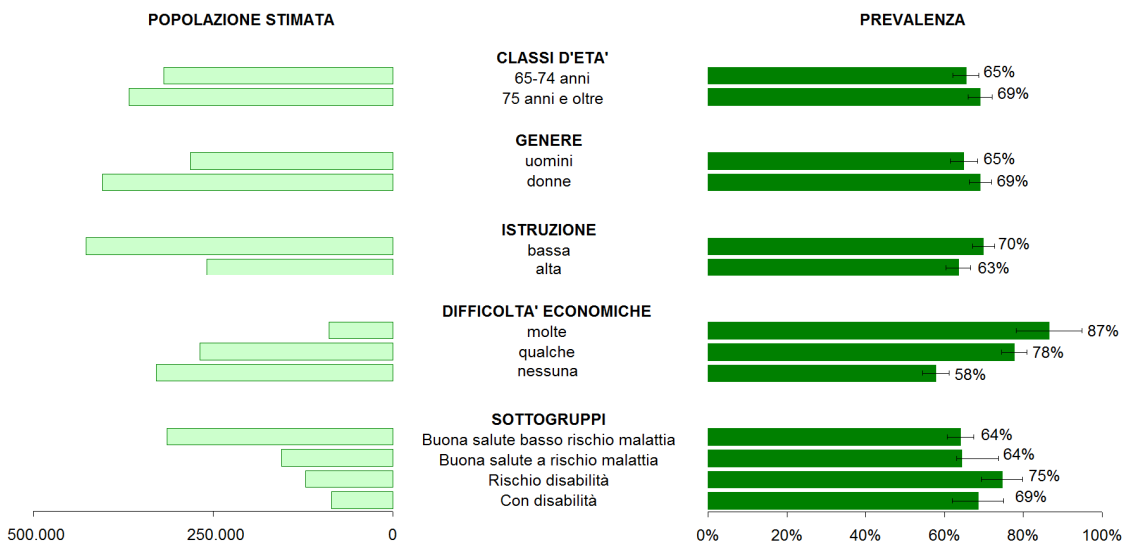 POPOLAZIONE STIMATA
PREVALENZA
CLASSI D'ETA'
65-74 anni
65%
75 anni e oltre
69%
GENERE
uomini
65%
donne
69%
ISTRUZIONE
bassa
70%
alta
63%
DIFFICOLTA' ECONOMICHE
molte
87%
qualche
78%
nessuna
58%
SOTTOGRUPPI
Buona salute basso rischio malattia
64%
Buona salute a rischio malattia
64%
Rischio disabilità
75%
Con disabilità
69%
500.000 250.000 0
0% 20% 40% 60% 80% 100%